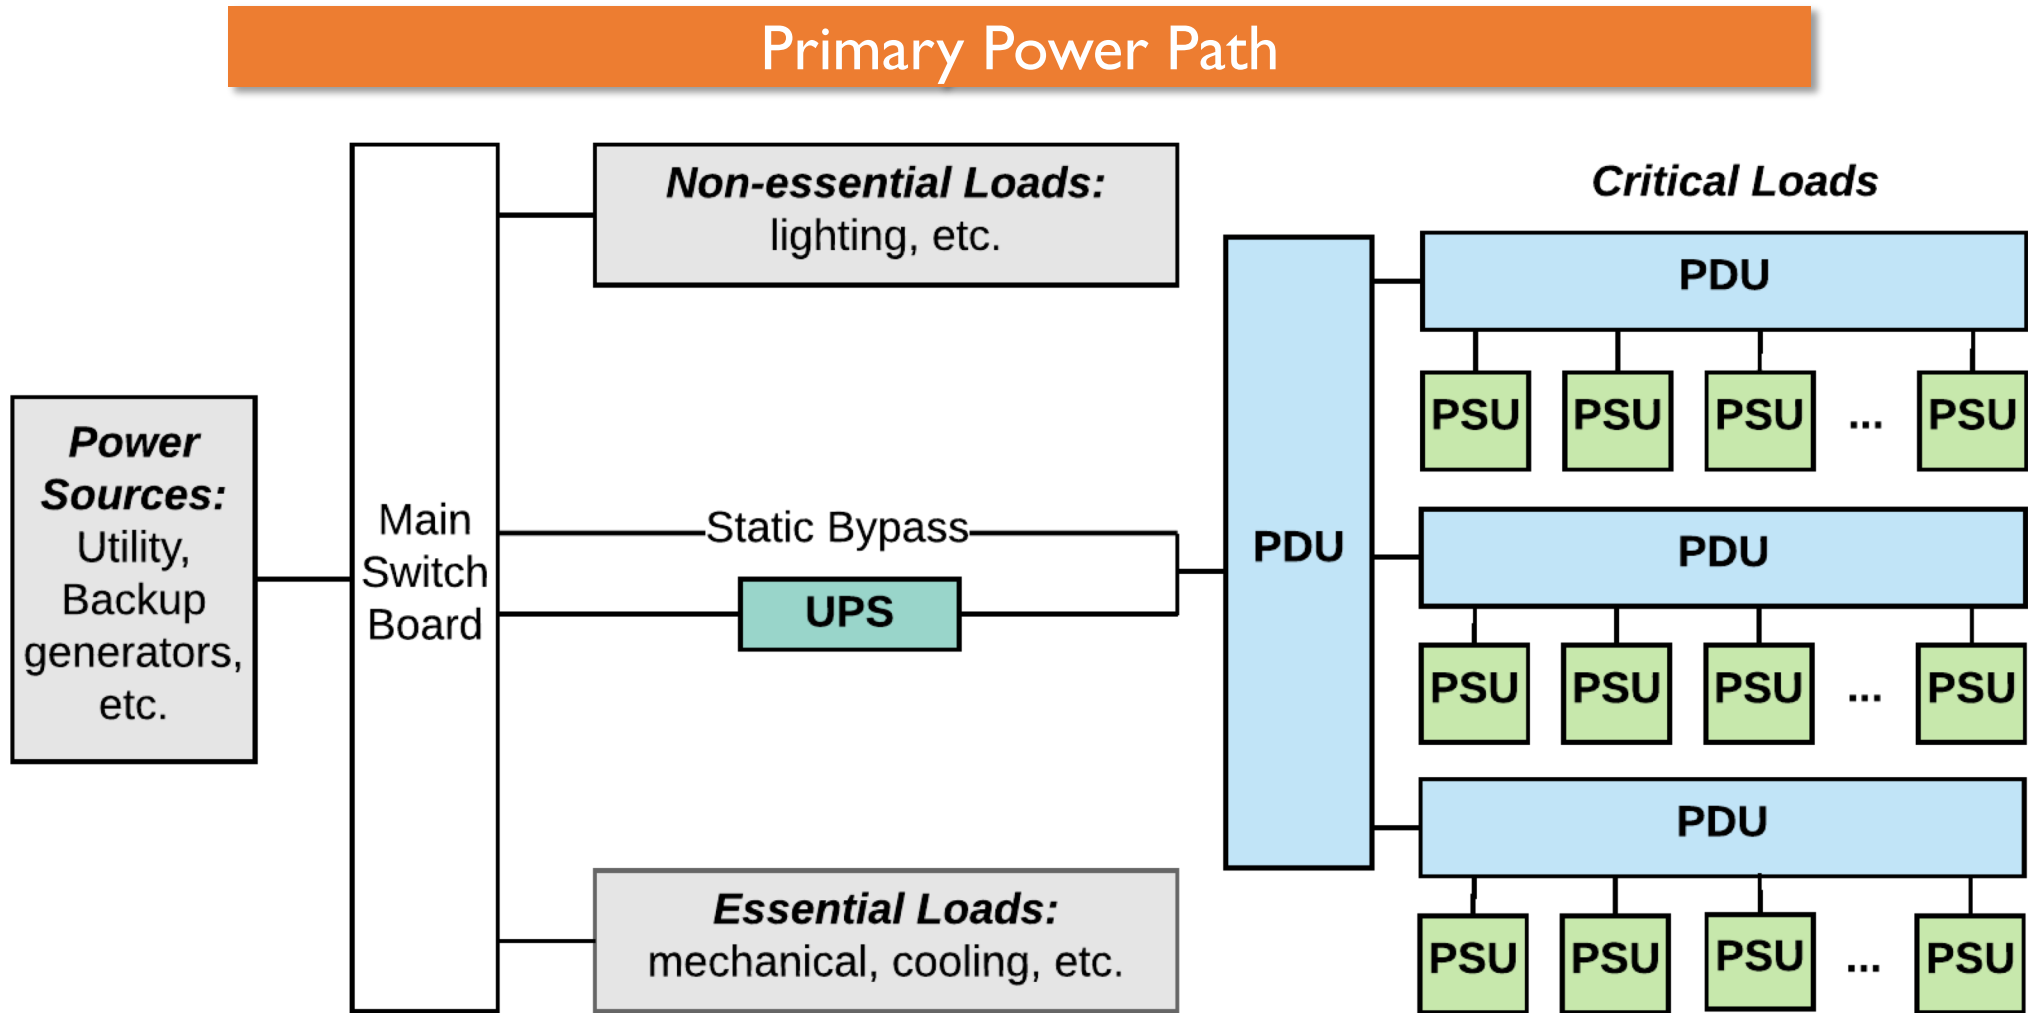 Primary Power Path
Non-essential Loads:
lighting, etc.
Critical Loads
PDU
PSU PSU PSU ... PSU
Power
Sources:
Utility,
Backup
generators,
etc.
Main
Switch
Board
Static Bypass
UPS
PDU
PDU
PSU PSU PSU ... PSU
PDU
PSU PSU PSU ... PSU
Essential Loads:
mechanical, cooling, etc.